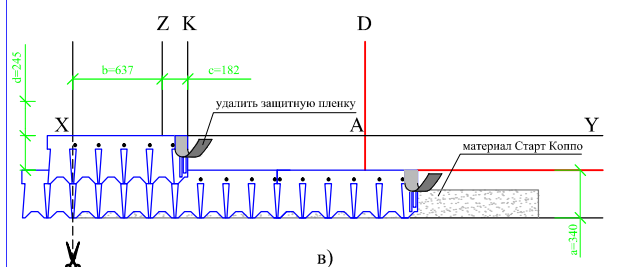 Z K D
b=637 c=182
d=245
удалить защитную пленку
X A Y
материал Старт Коппо
a=340
в)